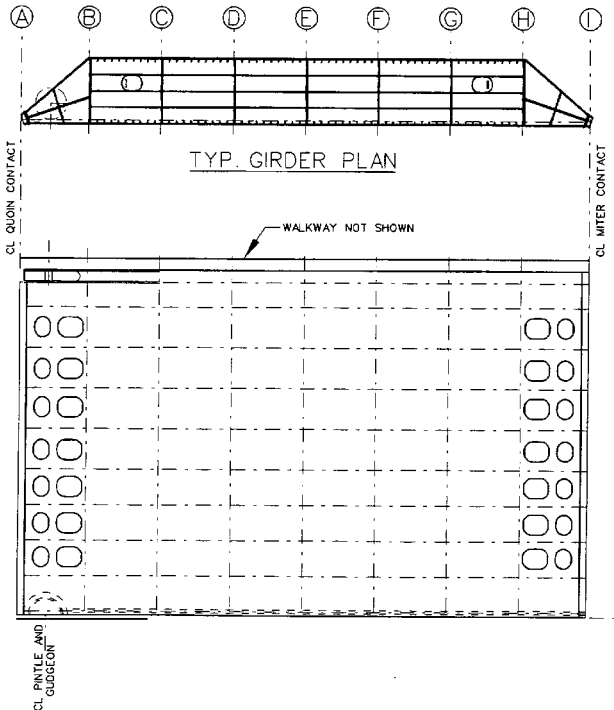 A B C D E F G H I
TYP. GIRDER PLAN
CL QUOIN CONTACT
CL MITER CONTACT
WALKWAY NOT SHOWN
CL PINTLE AND
GUDGEON